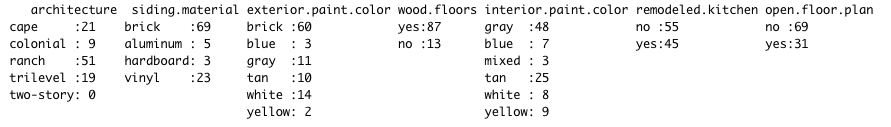 architecture siding.material exterior.paint.color wood.floors interior.paint.color remodeled.kitchen open.floor.plan
cape :21 brick :69 brick :60 yes:87 gray :48 no :55 no :69
colonial : 9 aluminum : 5 blue : 3 no :13 blue : 7 yes:45 yes:31
ranch :51 hardboard: 3 gray :11 mixed : 3
trilevel :19 vinyl :23 tan :10 tan :25
two-story: 0 white :14 white : 8
yellow: 2 yellow: 9